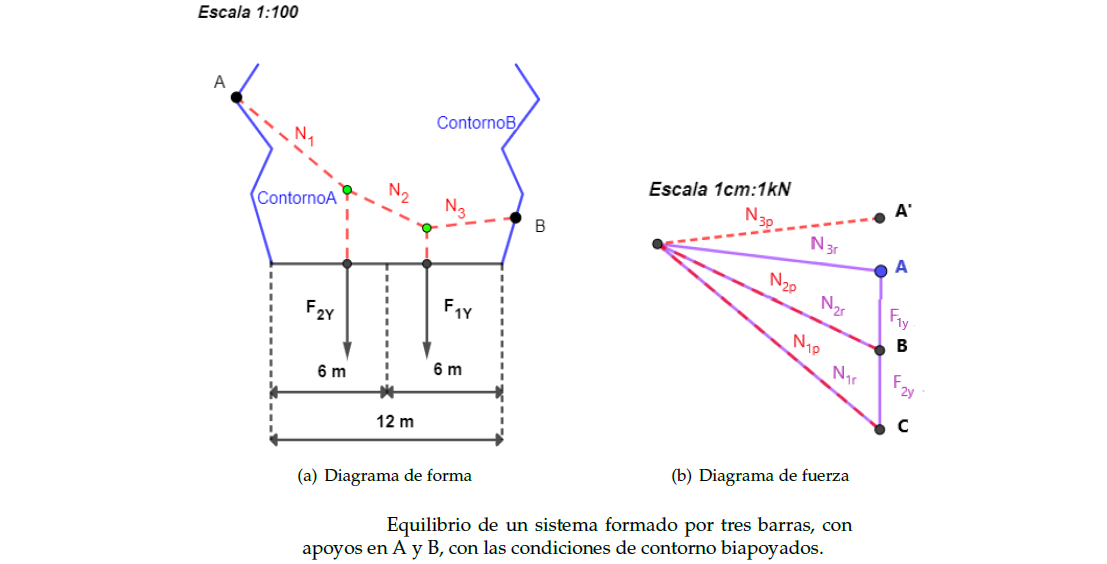 Escala 1:100
A
N1
ContornoB
ContornoA
N2
N3
B
F2Y
F1Y
6 m
6 m
12 m
(a) Diagrama de forma
Escala 1cm:1kN
N3p
A'
N3r
A
N2p
N2r
F1y
B
N1p
N1r
F2y
C
(b) Diagrama de fuerza
Equilibrio de un sistema formado por tres barras, con
apoyos en A y B, con las condiciones de contorno biapoyados.